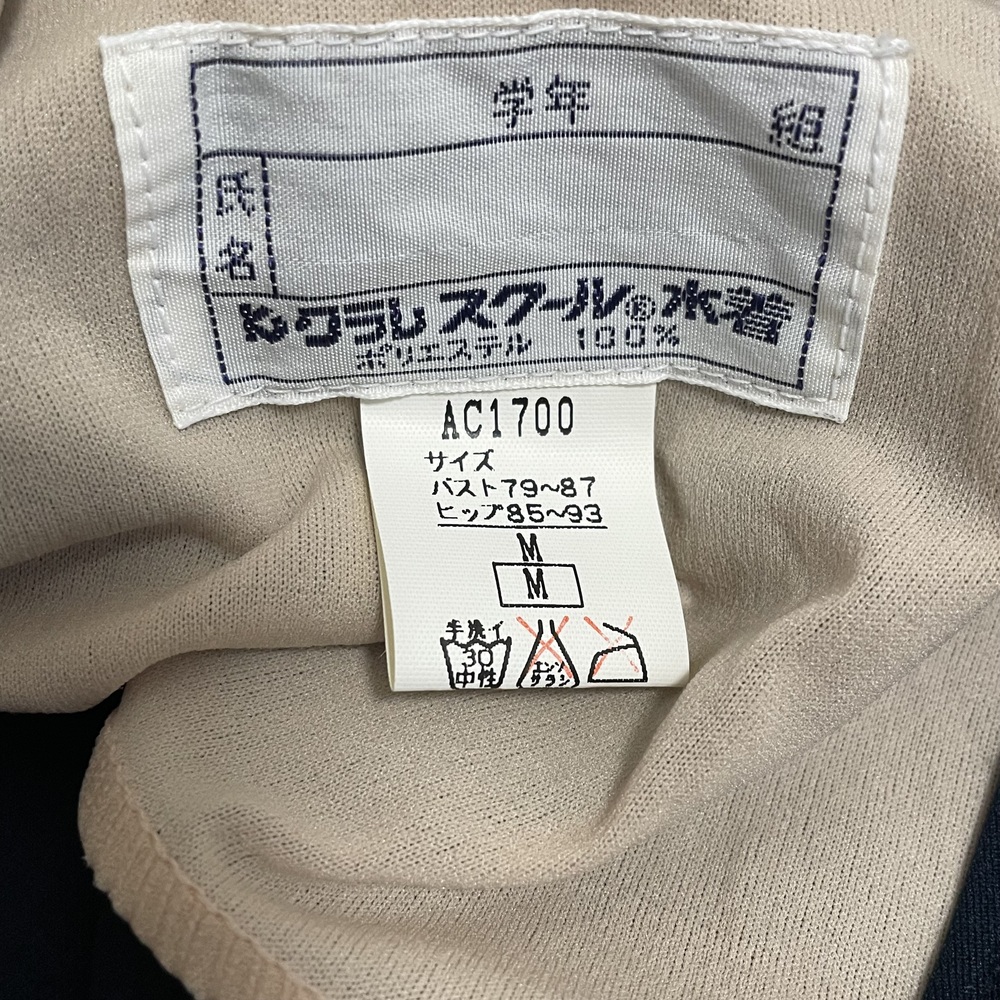 学年 組
氏名
クラレスクール®水着
ポリエステル 100%
AC1700
サイズ
バスト79~87
ヒップ85~93
M
M
手洗イ
30
中性
エンソ
サラシ